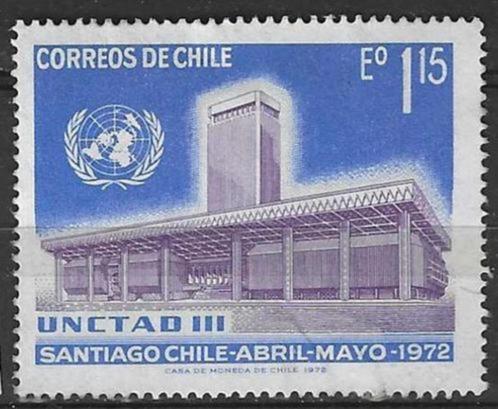 CORREOS DE CHILE
Eº 1,15
UNCTAD III
SANTIAGO CHILE-ABRIL-MAYO-1972
CASA DE MONEDA DE CHILE 1972